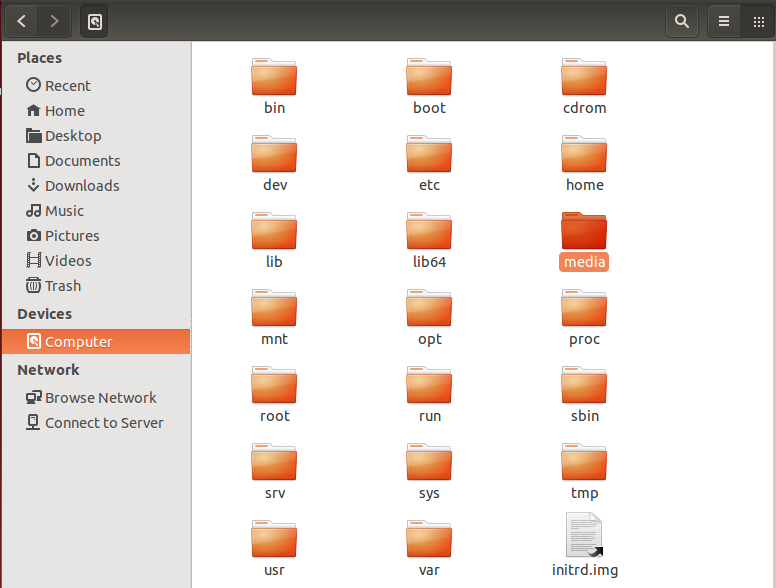 Places
Recent
Home
Desktop
Documents
Downloads
Music
Pictures
Videos
Trash
Devices
Computer
Network
Browse Network
Connect to Server
bin boot cdrom
dev etc home
lib lib64 media
mnt opt proc
root run sbin
srv sys tmp
usr var initrd.img